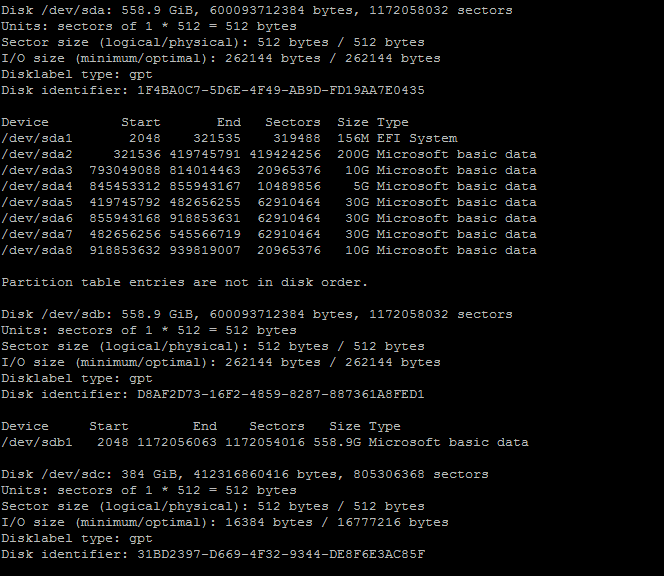 Disk /dev/sda: 558.9 GiB, 600093712384 bytes, 1172058032 sectors
Units: sectors of 1 * 512 = 512 bytes
Sector size (logical/physical): 512 bytes / 512 bytes
I/O size (minimum/optimal): 262144 bytes / 262144 bytes
Disklabel type: gpt
Disk identifier: 1F4BA0C7-5D6E-4F49-AB9D-FD19AA7E0435
Device Start End Sectors Size Type
/dev/sda1 2048 321535 319488 156M EFI System
/dev/sda2 321536 419745791 419424256 200G Microsoft basic data
/dev/sda3 793049088 814014463 20965376 10G Microsoft basic data
/dev/sda4 845453312 855943167 10489856 5G Microsoft basic data
/dev/sda5 419745792 482656255 62910464 30G Microsoft basic data
/dev/sda6 855943168 918853631 62910464 30G Microsoft basic data
/dev/sda7 482656256 545566719 62910464 30G Microsoft basic data
/dev/sda8 918853632 939819007 20965376 10G Microsoft basic data
Partition table entries are not in disk order.
Disk /dev/sdb: 558.9 GiB, 600093712384 bytes, 1172058032 sectors
Units: sectors of 1 * 512 = 512 bytes
Sector size (logical/physical): 512 bytes / 512 bytes
I/O size (minimum/optimal): 262144 bytes / 262144 bytes
Disklabel type: gpt
Disk identifier: D8AF2D73-16F2-4859-8287-887361A8FED1
Device Start End Sectors Size Type
/dev/sdb1 2048 1172056063 1172054016 558.9G Microsoft basic data
Disk /dev/sdc: 384 GiB, 412316860416 bytes, 805306368 sectors
Units: sectors of 1 * 512 = 512 bytes
Sector size (logical/physical): 512 bytes / 512 bytes
I/O size (minimum/optimal): 16384 bytes / 16777216 bytes
Disklabel type: gpt
Disk identifier: 31BD2397-D669-4F32-9344-DE8F6E3AC85F